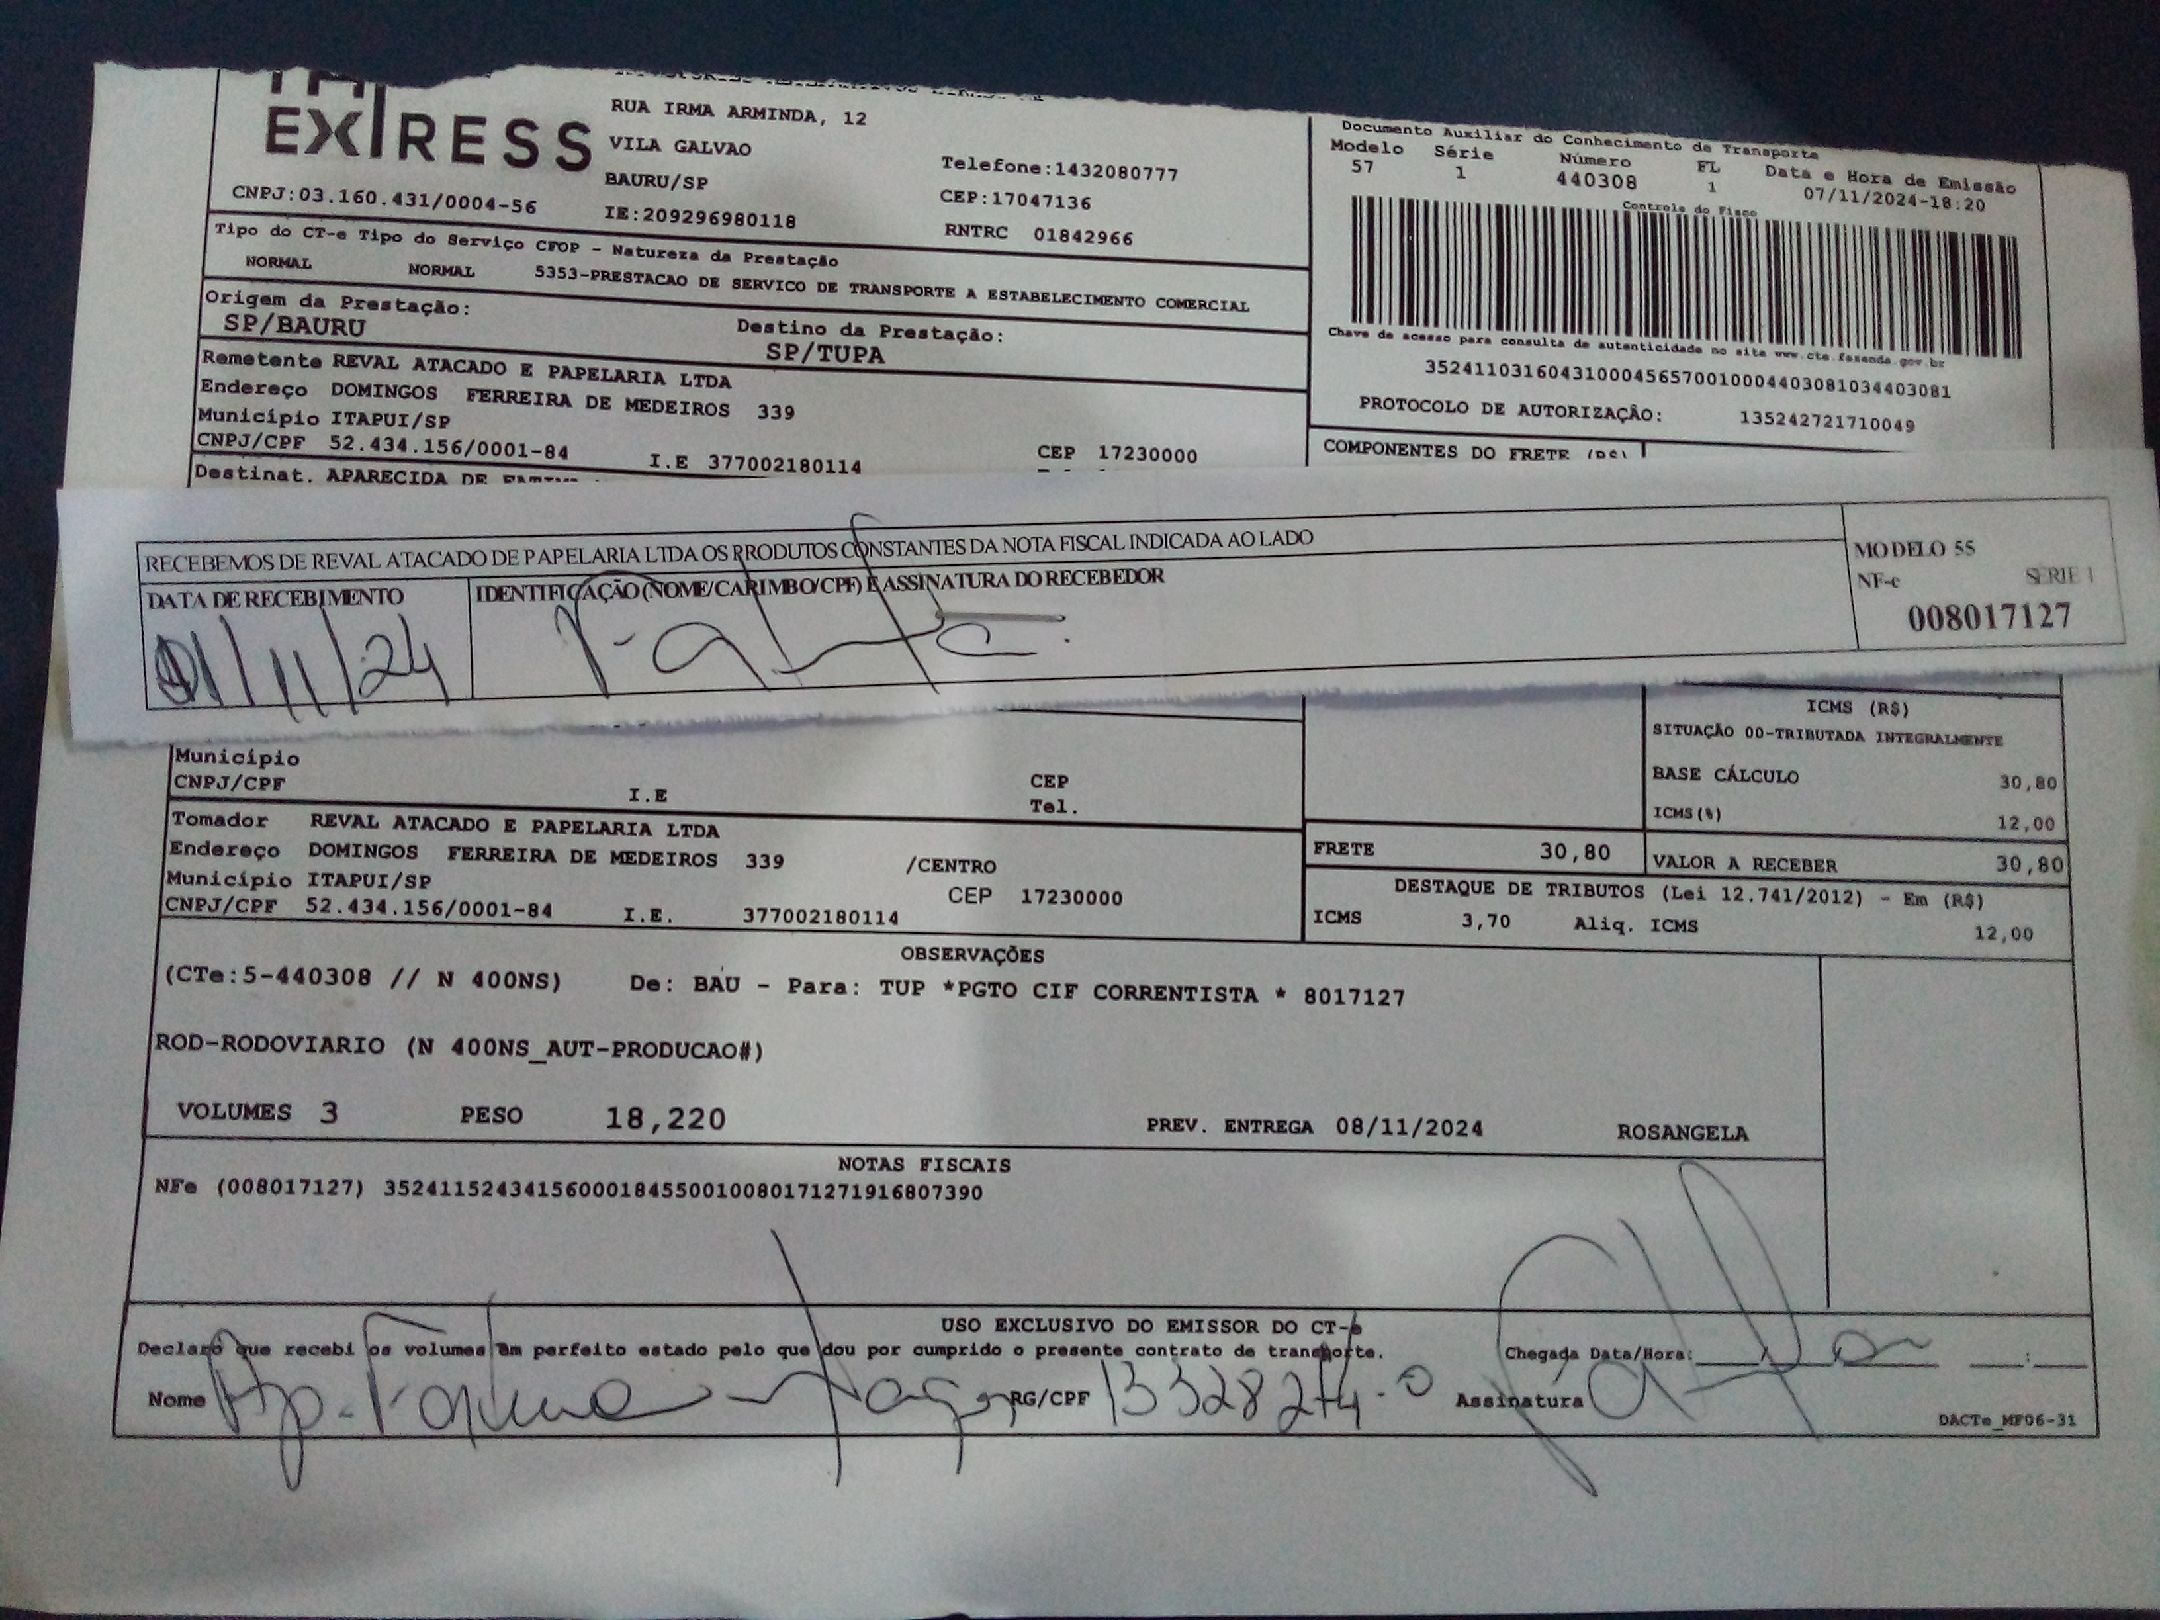 EXPRESS
RUA IRMA ARMINDA, 12
VILA GALVAO
BAURU/SP
Telefone:1432080777
CEP:17047136
CNPJ:03.160.431/0004-56
IE:209296980118
RNTRC 01842966
Documento Auxiliar do Conhecimento de Transporte
Modelo Série Número FL Data e Hora de Emissão
57 1 440308 1 07/11/2024-18:20
Controle do Fisco
Tipo do CT-e Tipo do Serviço CFOP - Natureza da Prestação
NORMAL NORMAL 5353-PRESTACAO DE SERVICO DE TRANSPORTE A ESTABELECIMENTO COMERCIAL
Origem da Prestação: Destino da Prestação:
SP/BAURU SP/TUPA
Chave de acesso para consulta de autenticidade no site www.cte.fazenda.gov.br
35241103160431000456570010004403081034403081
PROTOCOLO DE AUTORIZAÇÃO: 135242721710049
Remetente REVAL ATACADO E PAPELARIA LTDA
Endereço DOMINGOS FERREIRA DE MEDEIROS 339
Município ITAPUI/SP
CNPJ/CPF 52.434.156/0001-84 I.E 377002180114 CEP 17230000
COMPONENTES DO FRETE (R$)
Destinat. APARECIDA DE
RECEBEMOS DE REVAL ATACADO DE PAPELARIA LTDA OS PRODUTOS CONSTANTES DA NOTA FISCAL INDICADA AO LADO
DATA DE RECEBIMENTO IDENTIFICAÇÃO (NOME/CARIMBO/CPF) E ASSINATURA DO RECEBEDOR
/11/24
MODELO 55
NF-e SERIE 1
008017127
ICMS (R$)
SITUAÇÃO 00-TRIBUTADA INTEGRALMENTE
BASE CÁLCULO 30,80
ICMS(%) 12,00
Município
CNPJ/CPF I.E CEP
Tel.
Tomador REVAL ATACADO E PAPELARIA LTDA
Endereço DOMINGOS FERREIRA DE MEDEIROS 339 /CENTRO
Município ITAPUI/SP CEP 17230000
CNPJ/CPF 52.434.156/0001-84 I.E. 377002180114
FRETE 30,80 VALOR A RECEBER 30,80
DESTAQUE DE TRIBUTOS (Lei 12.741/2012) - Em (R$)
ICMS 3,70 Aliq. ICMS 12,00
OBSERVAÇÕES
(CTe:5-440308 // N 400NS) De: BAU - Para: TUP *PGTO CIF CORRENTISTA * 8017127
ROD-RODOVIARIO (N 400NS_AUT-PRODUCAO#)
VOLUMES 3 PESO 18,220 PREV. ENTREGA 08/11/2024 ROSANGELA
NOTAS FISCAIS
NFe (008017127) 35241152434156000184550010080171271916807390
USO EXCLUSIVO DO EMISSOR DO CT-e
Declaro que recebi os volumes em perfeito estado pelo que dou por cumprido o presente contrato de transporte.
Chegada Data/Hora:
Nome Ap. Fatima RG/CPF 13328274-0 Assinatura
DACTe_MF06-31